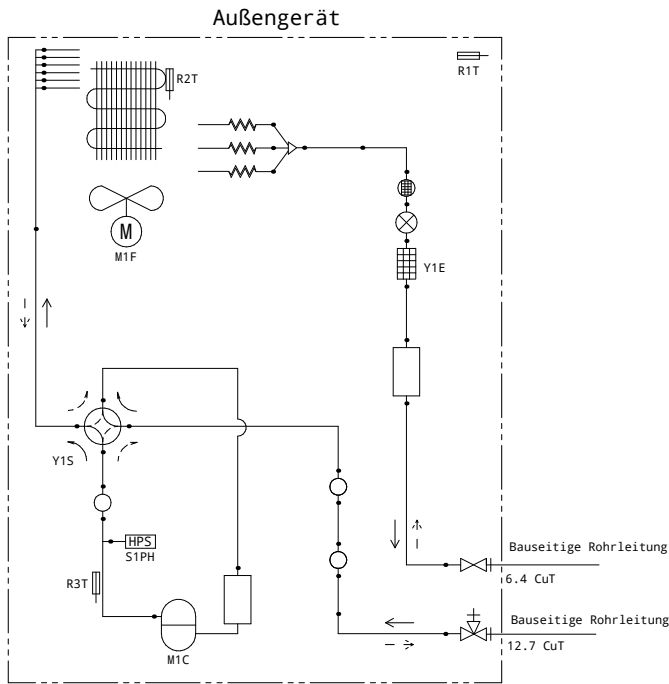 Außengerät
R1T
R2T
M
M1F
Y1E
Y1S
HPS
S1PH
R3T
M1C
Bauseitige Rohrleitung
6.4 CuT
Bauseitige Rohrleitung
12.7 CuT